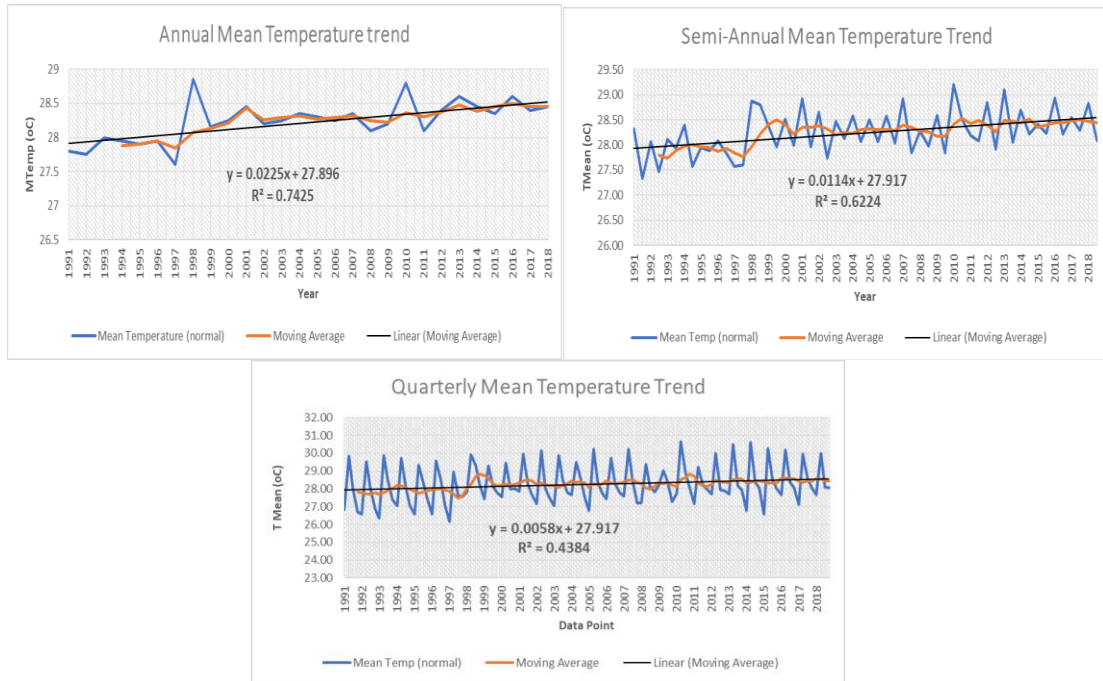 Annual Mean Temperature trend
29
28.5
28
27.5
27
26.5
MTemp (oC)
y = 0.0225x + 27.896
R² = 0.7425
1991 1992 1993 1994 1995 1996 1997 1998 1999 2000 2001 2002 2003 2004 2005 2006 2007 2008 2009 2010 2011 2012 2013 2014 2015 2016 2017 2018
Year
Mean Temperature (normal) Moving Average Linear (Moving Average)
Semi-Annual Mean Temperature Trend
29.50
29.00
28.50
28.00
27.50
27.00
26.50
26.00
TMean (oC)
y = 0.0114x + 27.917
R² = 0.6224
1991 1992 1993 1994 1995 1996 1997 1998 1999 2000 2001 2002 2003 2004 2005 2006 2007 2008 2009 2010 2011 2012 2013 2014 2015 2016 2017 2018
Year
Mean Temp (normal) Moving Average Linear (Moving Average)
Quarterly Mean Temperature Trend
32.00
31.00
30.00
29.00
28.00
27.00
26.00
25.00
24.00
23.00
T Mean (oC)
y = 0.0058x + 27.917
R² = 0.4384
1991 1992 1993 1994 1995 1996 1997 1998 1999 2000 2001 2002 2003 2004 2005 2006 2007 2008 2009 2010 2011 2012 2013 2014 2015 2016 2017 2018
Data Point
Mean Temp (normal) Moving Average Linear (Moving Average)